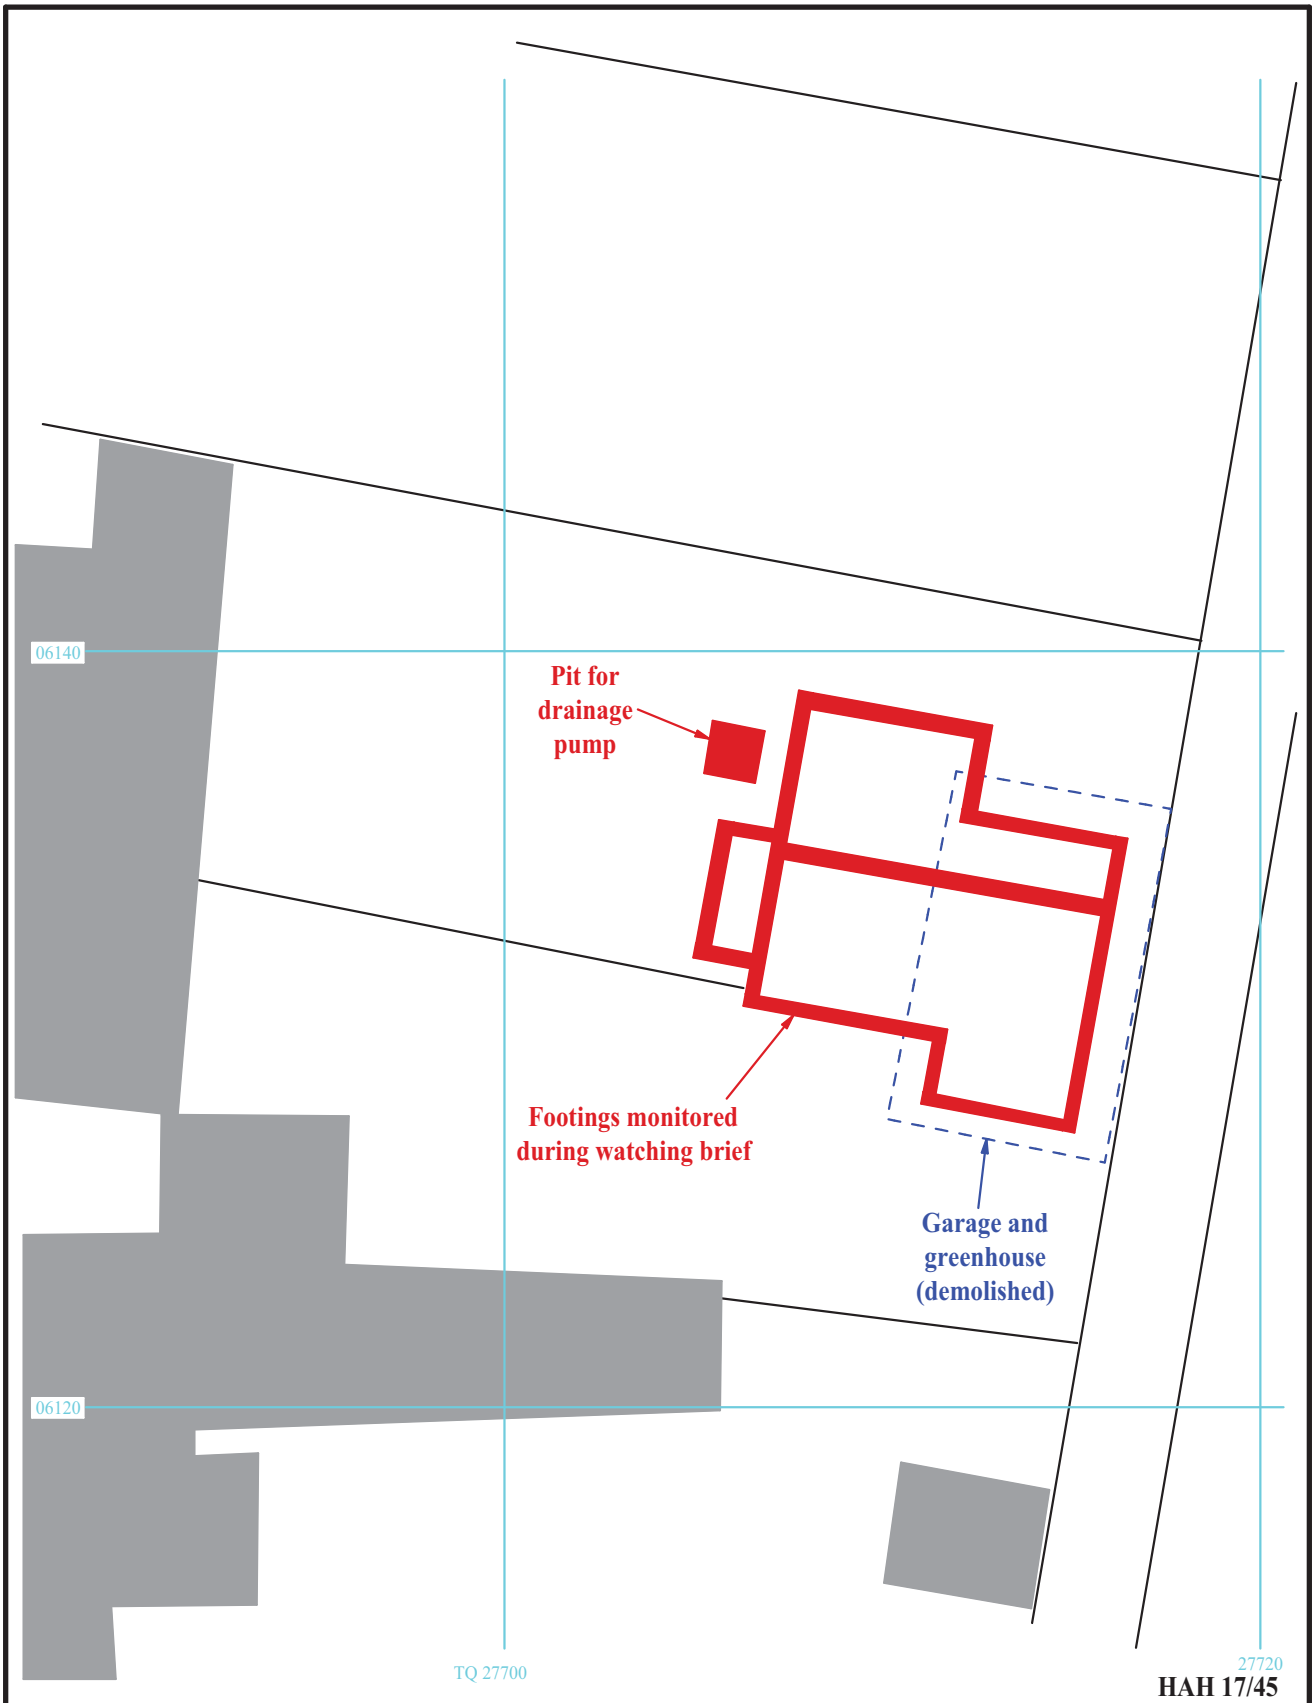 06140
Pit for
drainage
pump
Footings monitored
during watching brief
Garage and
greenhouse
(demolished)
06120
TQ 27700
27720
HAH 17/45